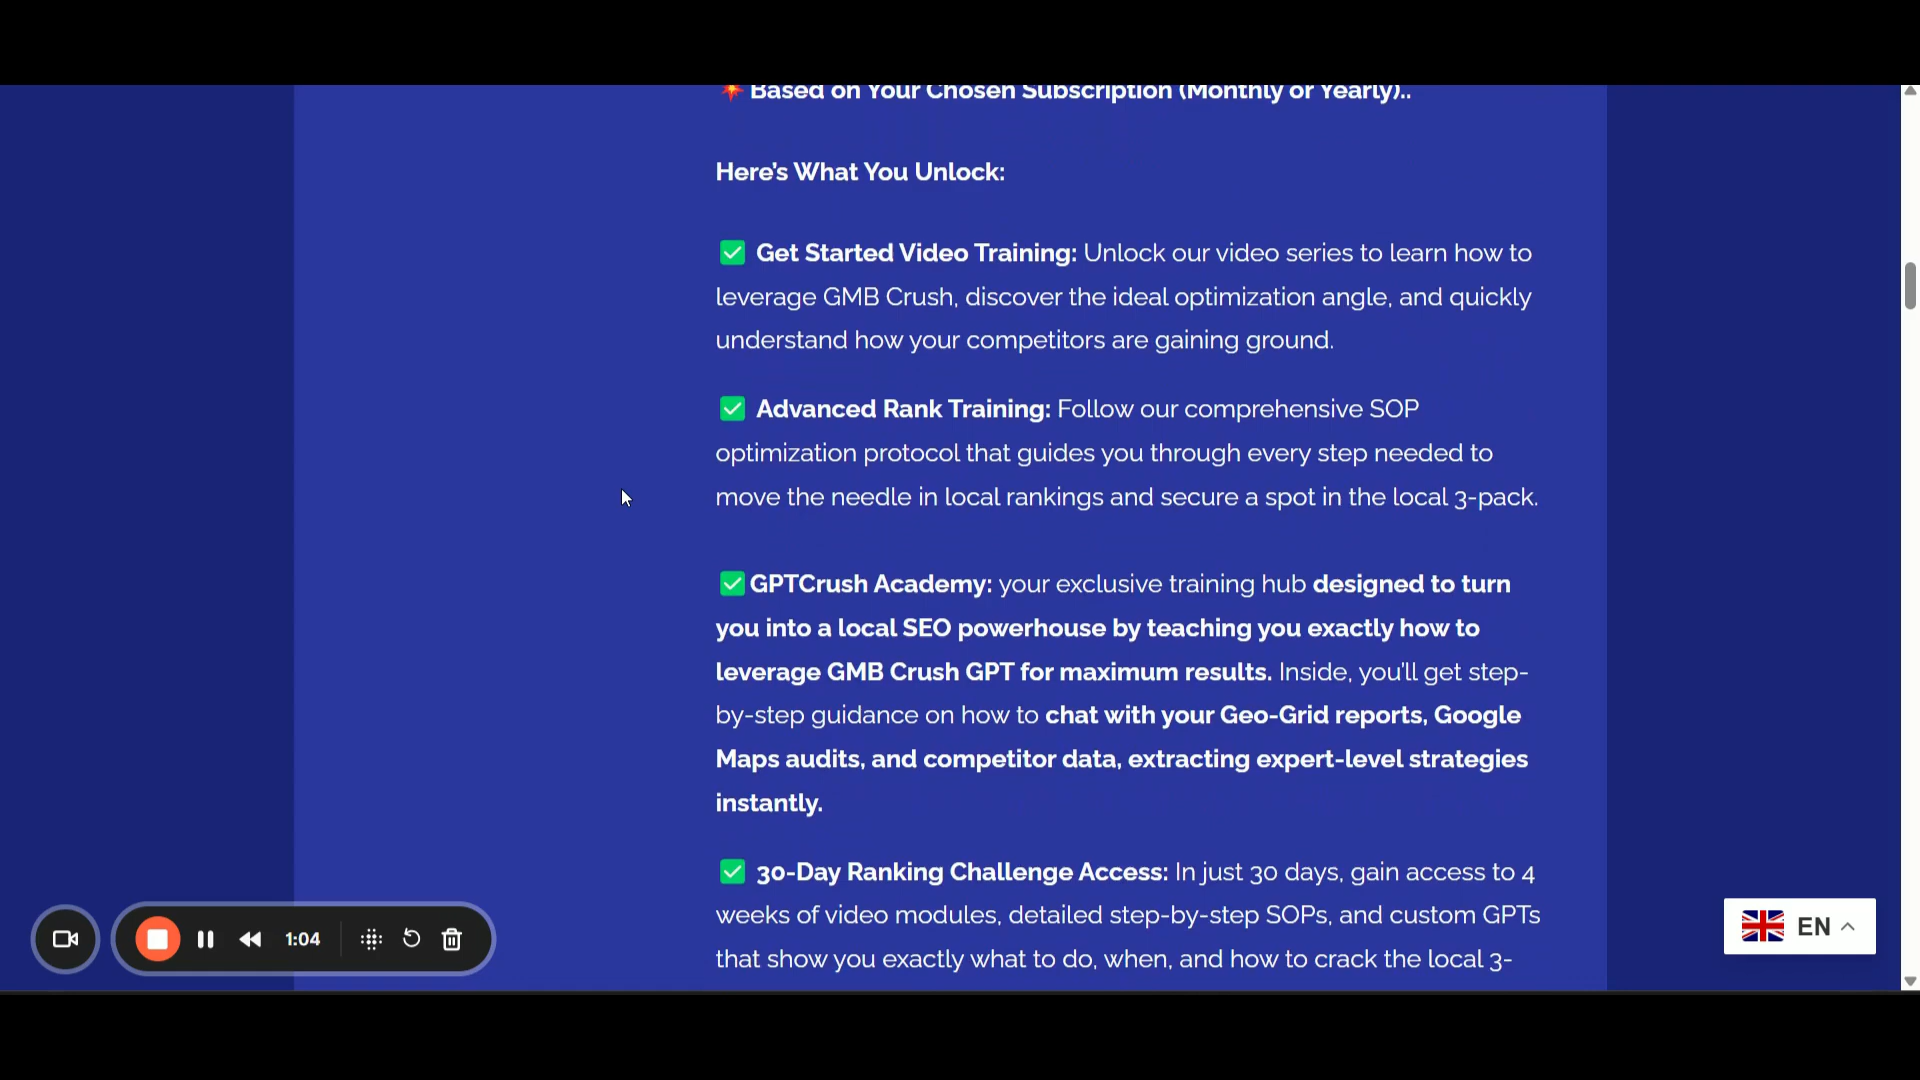 Based on Your Chosen Subscription (Monthly or Yearly)..
Here's What You Unlock:
Get Started Video Training: Unlock our video series to learn how to
leverage GMB Crush, discover the ideal optimization angle, and quickly
understand how your competitors are gaining ground.
Advanced Rank Training: Follow our comprehensive SOP
optimization protocol that guides you through every step needed to
move the needle in local rankings and secure a spot in the local 3-pack.
GPTCrush Academy: your exclusive training hub designed to turn
you into a local SEO powerhouse by teaching you exactly how to
leverage GMB Crush GPT for maximum results. Inside, you'll get step-
by-step guidance on how to chat with your Geo-Grid reports, Google
Maps audits, and competitor data, extracting expert-level strategies
instantly.
30-Day Ranking Challenge Access: In just 30 days, gain access to 4
weeks of video modules, detailed step-by-step SOPs, and custom GPTs
that show you exactly what to do, when, and how to crack the local 3-
1:04
EN